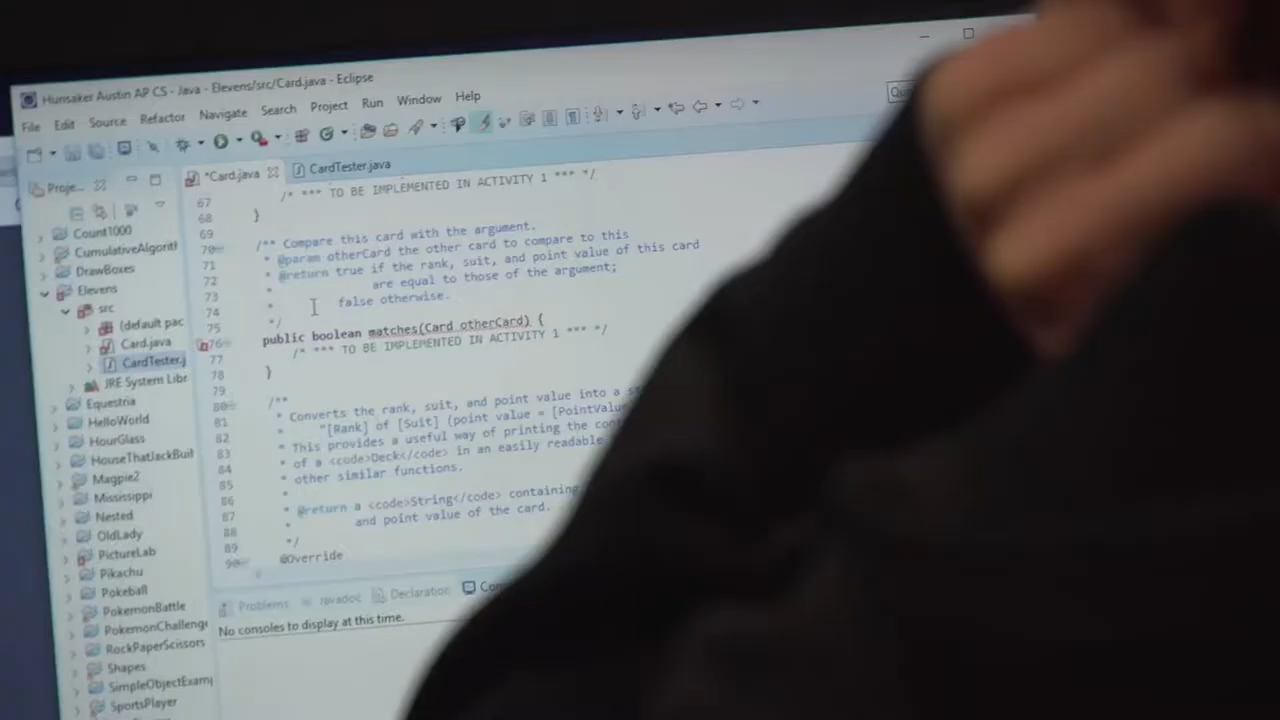 Hunsaker Austin AP CS - Java - Elevens/src/Card.java - Eclipse
File Edit Source Refactor Navigate Search Project Run Window Help
Proje...
*Card.java
CardTester.java
Count1000
CumulativeAlgorith
DrawBoxes
Elevens
src
(default pac
Card.java
CardTester.j
JRE System Libr
Equestria
HelloWorld
HourGlass
HouseThatJackBuil
Magpie2
Mississippi
Nested
OldLady
PictureLab
Pikachu
Pokeball
PokemonBattle
PokemonChalleng
RockPaperScissors
Shapes
SimpleObjectExamp
SportsPlayer
67 /* *** TO BE IMPLEMENTED IN ACTIVITY 1 *** */
68 }
69
70 /** Compare this card with the argument.
71 * @param otherCard the other card to compare to this
72 * @return true if the rank, suit, and point value of this card
73 * are equal to those of the argument;
74 * false otherwise.
75 */
76 public boolean matches(Card otherCard) {
77 /* *** TO BE IMPLEMENTED IN ACTIVITY 1 *** */
78 }
79
80 /**
81 * Converts the rank, suit, and point value into a
82 * "[Rank] of [Suit] (point value = [PointValu
83 * This provides a useful way of printing the con
84 * of a <code>Deck</code> in an easily readable
85 * other similar functions.
86 *
87 * @return a <code>String</code> containing
88 * and point value of the card.
89 */
90 @Override
Problems Javadoc Declaration Con
No consoles to display at this time.